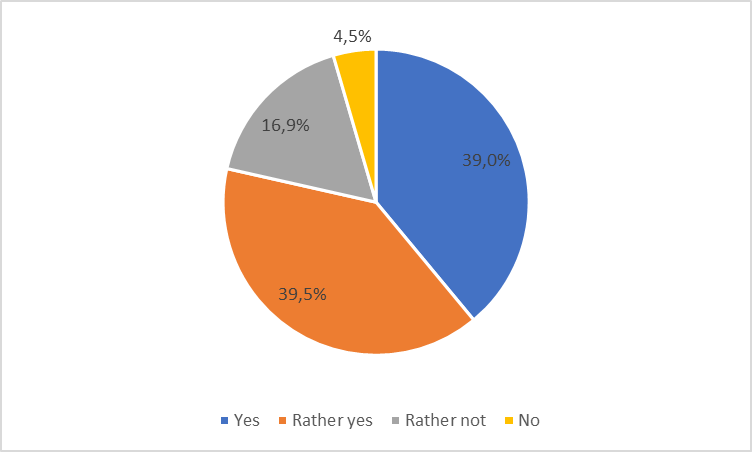 4,5%
16,9%
39,0%
39,5%
Yes Rather yes Rather not No